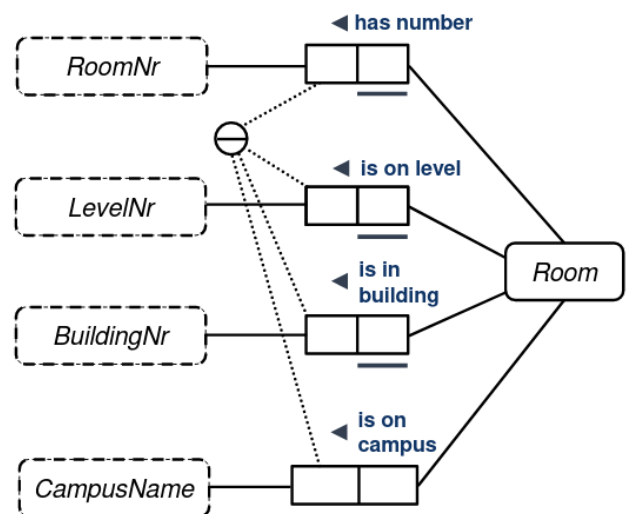 ◄ has number
RoomNr
◄ is on level
LevelNr
◄ is in
building
Room
BuildingNr
◄ is on
campus
CampusName